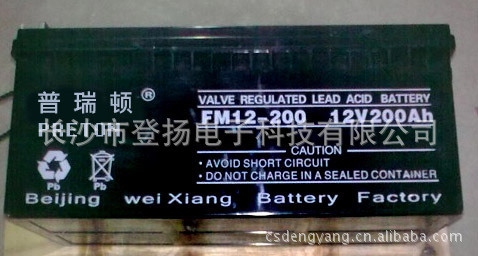 普瑞顿®
PRETON
长沙市登扬电子科技有限公司
VALVE REGULATED LEAD ACID BATTERY
FM12-200 12V200Ah
CAUTION:
• AVOID SHORT CIRCUIT
• DO NOT CHARGE IN A SEALED CONTAINER
Pb
Pb
Beijing wei Xiang Battery Factory
csdengyang.cn.alibaba.com